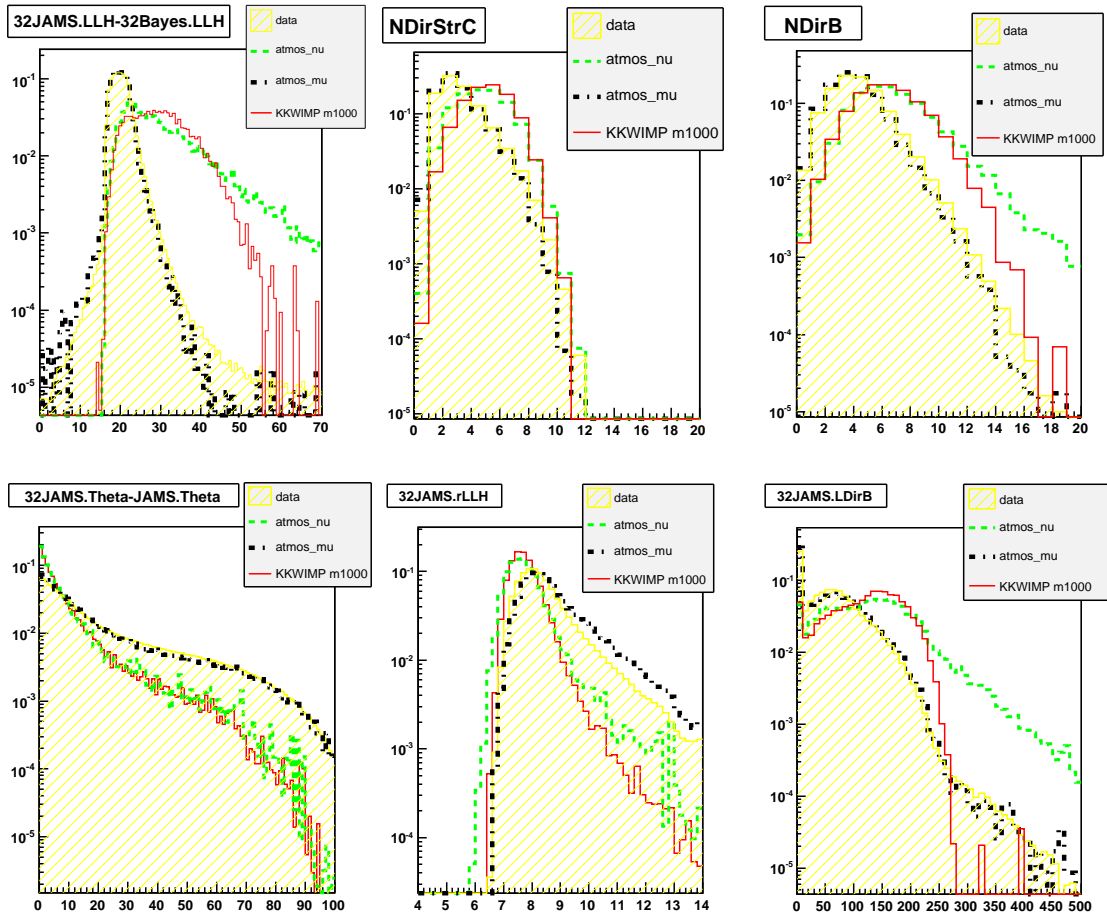 32JAMS.LLH-32Bayes.LLH
data
atmos_nu
atmos_mu
KKWIMP m1000
10^-1
10^-2
10^-3
10^-4
10^-5
0 10 20 30 40 50 60 70
NDirStrC
data
atmos_nu
atmos_mu
KKWIMP m1000
10^-1
10^-2
10^-3
10^-4
10^-5
0 2 4 6 8 10 12 14 16 18 20
NDirB
data
atmos_nu
atmos_mu
KKWIMP m1000
10^-1
10^-2
10^-3
10^-4
10^-5
0 2 4 6 8 10 12 14 16 18 20
32JAMS.Theta-JAMS.Theta
data
atmos_nu
atmos_mu
KKWIMP m1000
10^-1
10^-2
10^-3
10^-4
10^-5
0 10 20 30 40 50 60 70 80 90 100
32JAMS.rLLH
data
atmos_nu
atmos_mu
KKWIMP m1000
10^-1
10^-2
10^-3
10^-4
4 5 6 7 8 9 10 11 12 13 14
32JAMS.LDirB
data
atmos_nu
atmos_mu
KKWIMP m1000
10^-1
10^-2
10^-3
10^-4
10^-5
0 50 100 150 200 250 300 350 400 450 500